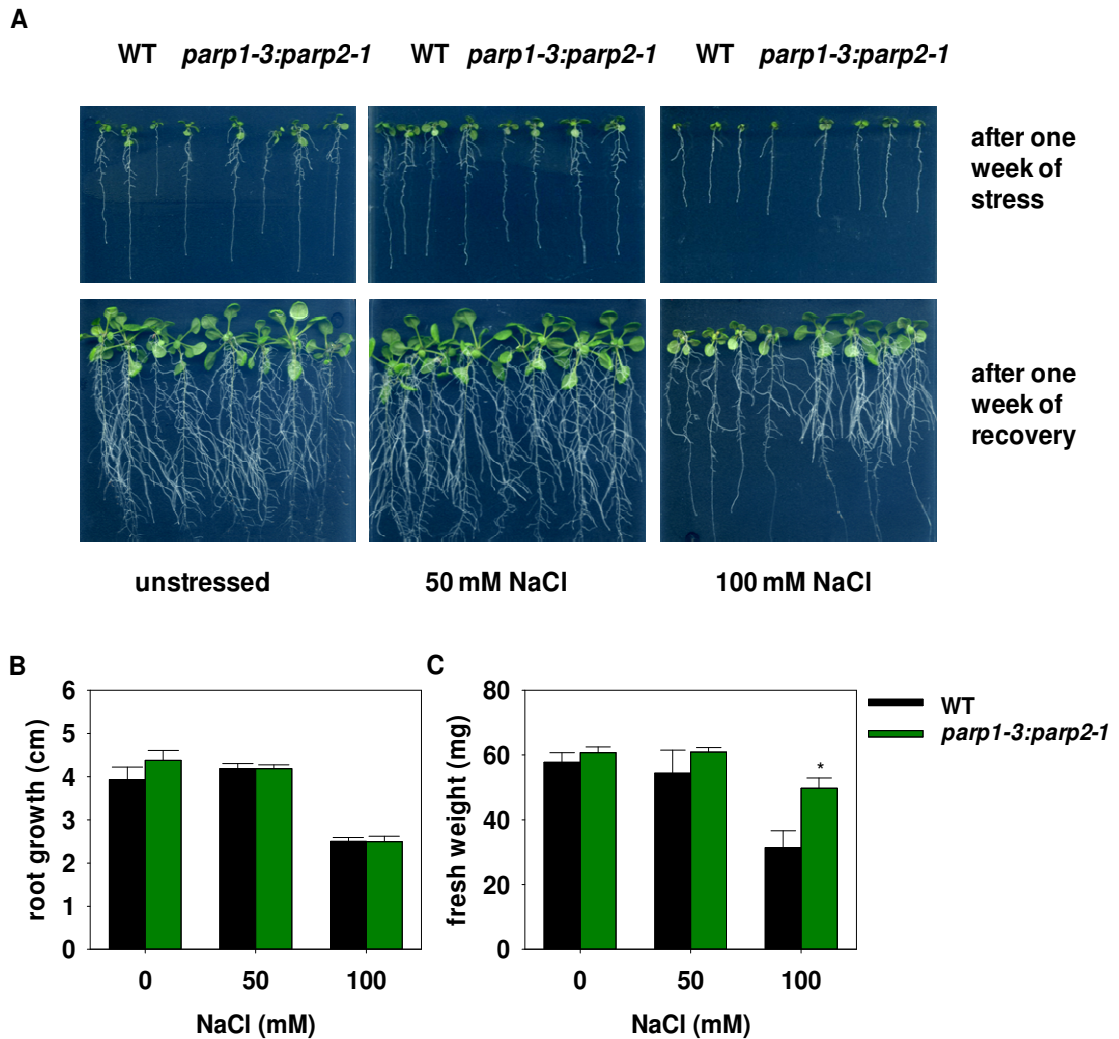 A
WT parp1-3:parp2-1 WT parp1-3:parp2-1 WT parp1-3:parp2-1
after one
week of
stress
after one
week of
recovery
unstressed 50 mM NaCl 100 mM NaCl
B
6
5
4
3
2
1
0
root growth (cm)
0 50 100
NaCl (mM)
C
80
60
40
20
0
fresh weight (mg)
*
0 50 100
NaCl (mM)
WT
parp1-3:parp2-1